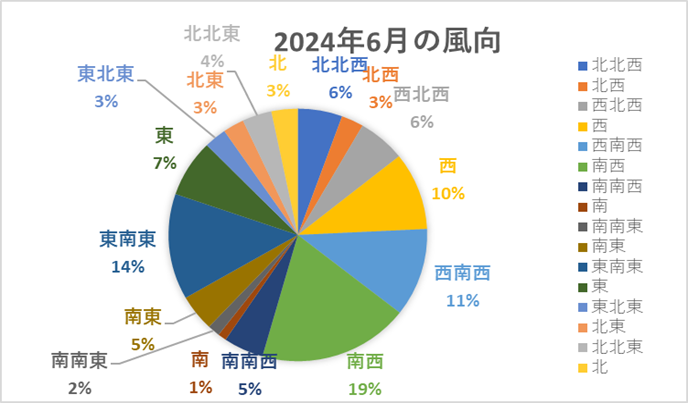 2024年6月の風向
北北西
6%
北西
3%
西北西
6%
西
10%
西南西
11%
南西
19%
南南西
5%
南
1%
南南東
2%
南東
5%
東南東
14%
東
7%
東北東
3%
北東
3%
北北東
4%
北
3%
北北西
北西
西北西
西
西南西
南西
南南西
南
南南東
南東
東南東
東
東北東
北東
北北東
北